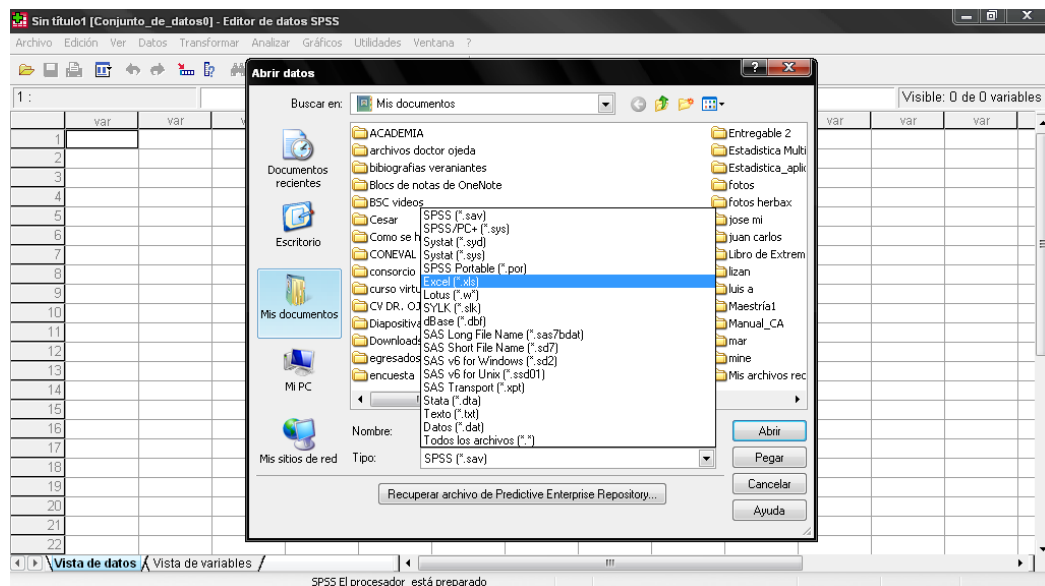 Sin título1 [Conjunto_de_datos0] - Editor de datos SPSS
Archivo Edición Ver Datos Transformar Analizar Gráficos Utilidades Ventana ?
1 :
Visible: 0 de 0 variables
var var var var var
1
2
3
4
5
6
7
8
9
10
11
12
13
14
15
16
17
18
19
20
21
22
Abrir datos
Buscar en: Mis documentos
Documentos recientes
Escritorio
Mis documentos
Mi PC
Mis sitios de red
ACADEMIA
archivos doctor ojeda
bibiografias veraniantes
Blocs de notas de OneNote
BSC videos
Cesar
Como se h
CONEVAL
consorcio
curso virtu
CV DR. OJ
Diapositiva
Downloads
egresados
encuesta
Entregable 2
Estadistica Multi
Estadistica_aplic
fotos
fotos herbax
jose mi
juan carlos
Libro de Extrem
lizan
luis a
Maestría1
Manual_CA
mar
mine
Mis archivos rec
SPSS (*.sav)
SPSS/PC+ (*.sys)
Systat (*.syd)
Systat (*.sys)
SPSS Portable (*.por)
Excel (*.xls)
Lotus (*.w*)
SYLK (*.slk)
dBase (*.dbf)
SAS Long File Name (*.sas7bdat)
SAS Short File Name (*.sd7)
SAS v6 for Windows (*.sd2)
SAS v6 for Unix (*.ssd01)
SAS Transport (*.xpt)
Stata (*.dta)
Texto (*.txt)
Datos (*.dat)
Todos los archivos (*.*)
Nombre:
Tipo: SPSS (*.sav)
Abrir
Pegar
Cancelar
Ayuda
Recuperar archivo de Predictive Enterprise Repository...
Vista de datos Vista de variables
SPSS El procesador está preparado